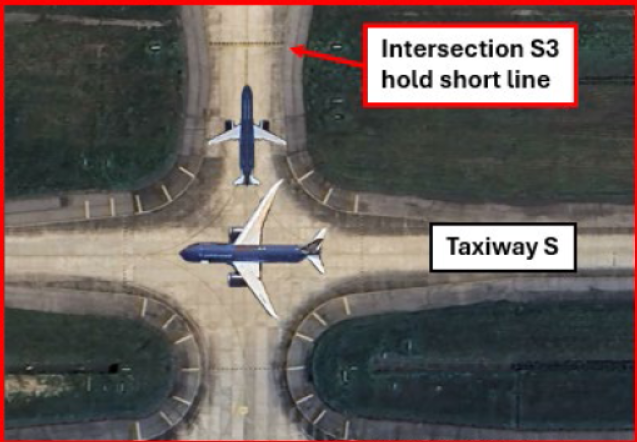 Intersection S3
hold short line
Taxiway S